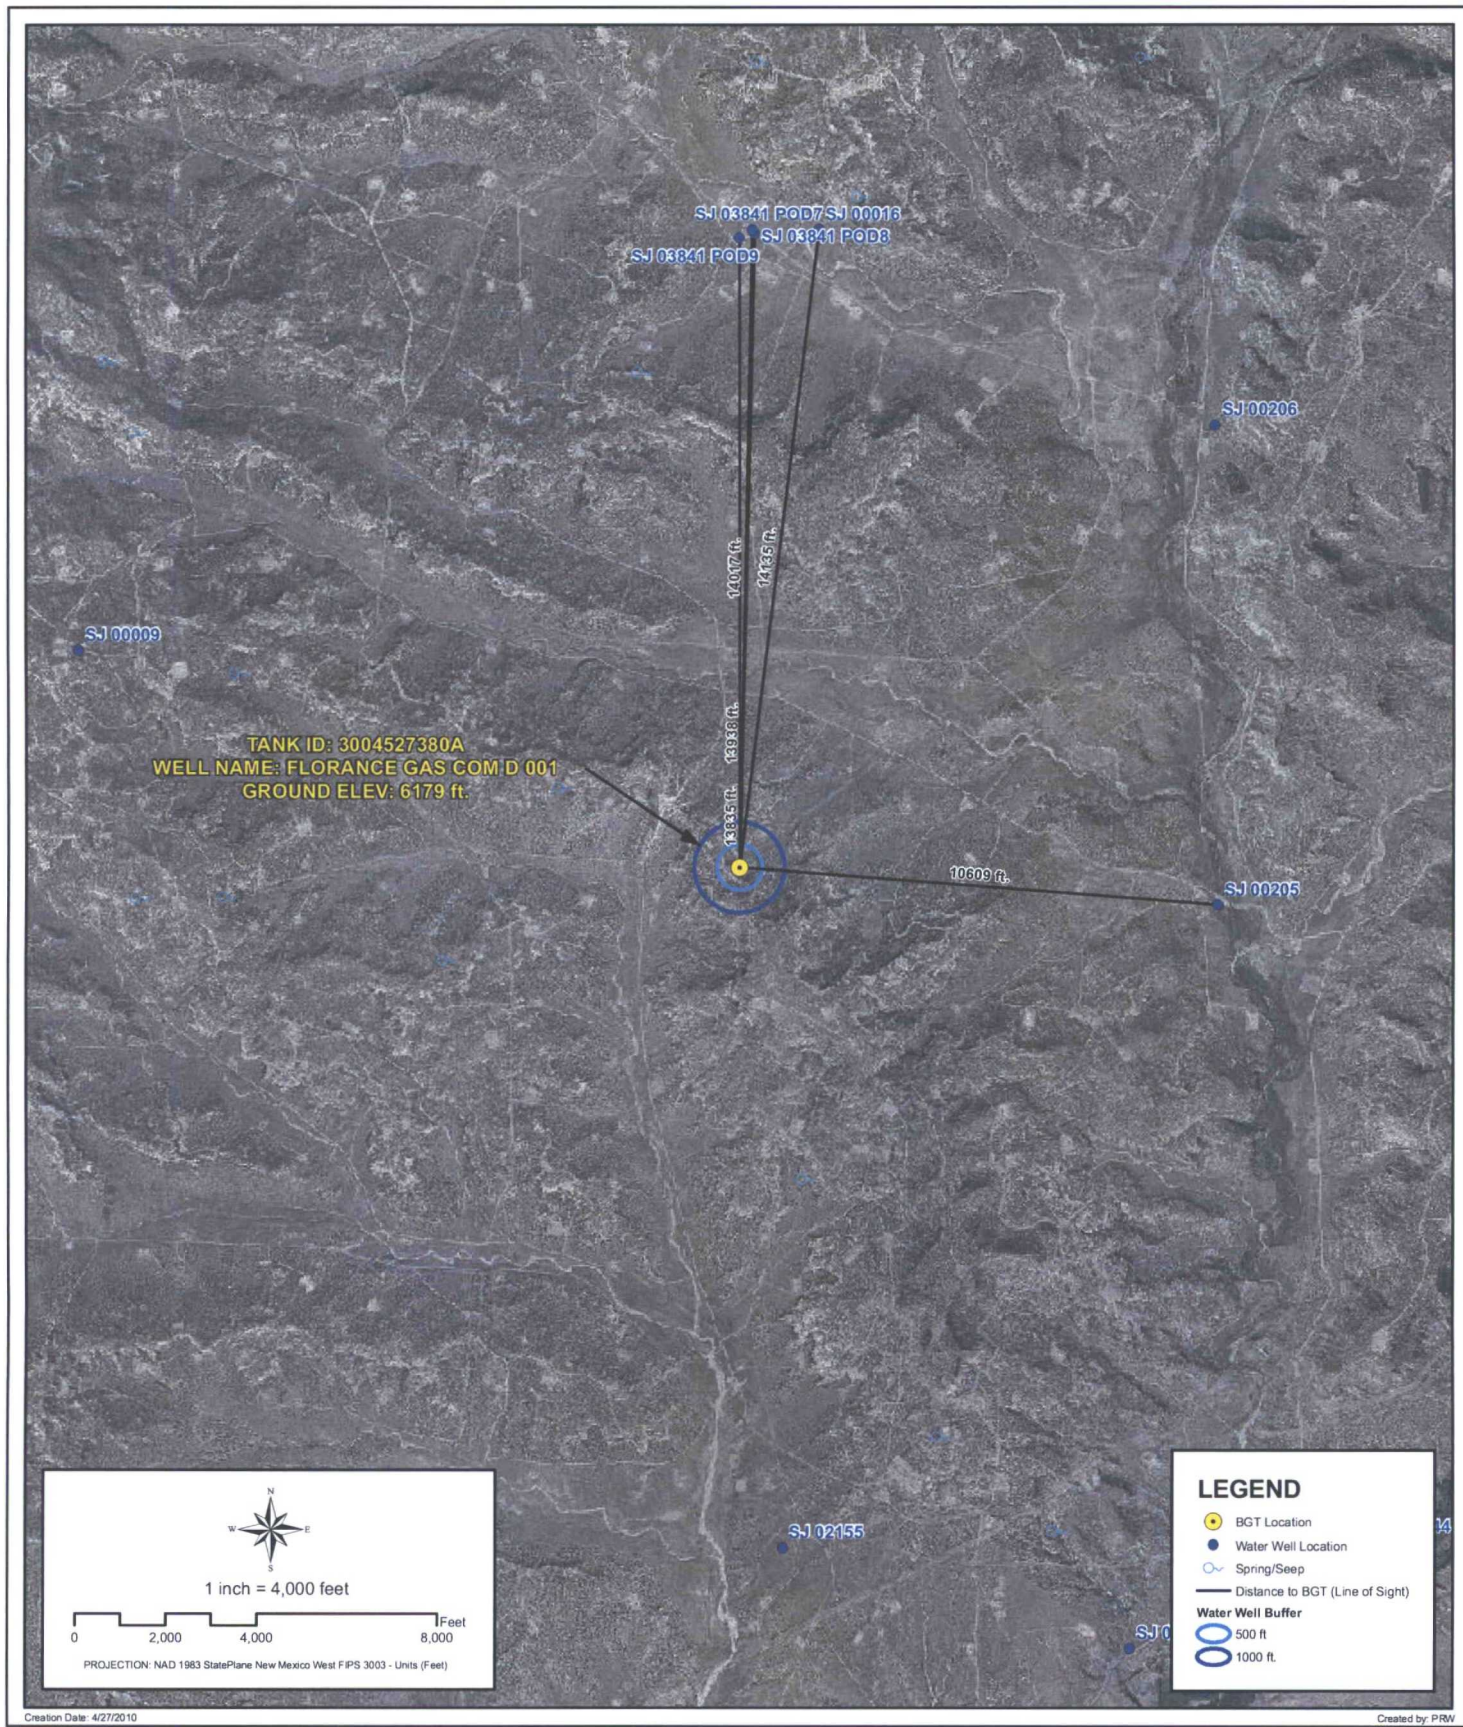 SJ 03841 POD7 SJ 00016
SJ 03841 POD8
SJ 03841 POD9
SJ 00206
14017 ft.
14135 ft.
SJ 00009
13938 ft.
TANK ID: 3004527380A
WELL NAME: FLORANCE GAS COM D 001
GROUND ELEV: 6179 ft.
13835 ft.
10609 ft.
SJ 00205
SJ 02155
44
SJ 0
N
W E
S
1 inch = 4,000 feet
Feet
0 2,000 4,000 8,000
PROJECTION: NAD 1983 StatePlane New Mexico West FIPS 3003 - Units (Feet)
LEGEND
BGT Location
Water Well Location
Spring/Seep
Distance to BGT (Line of Sight)
Water Well Buffer
500 ft
1000 ft.
Creation Date: 4/27/2010
Created by: PRW